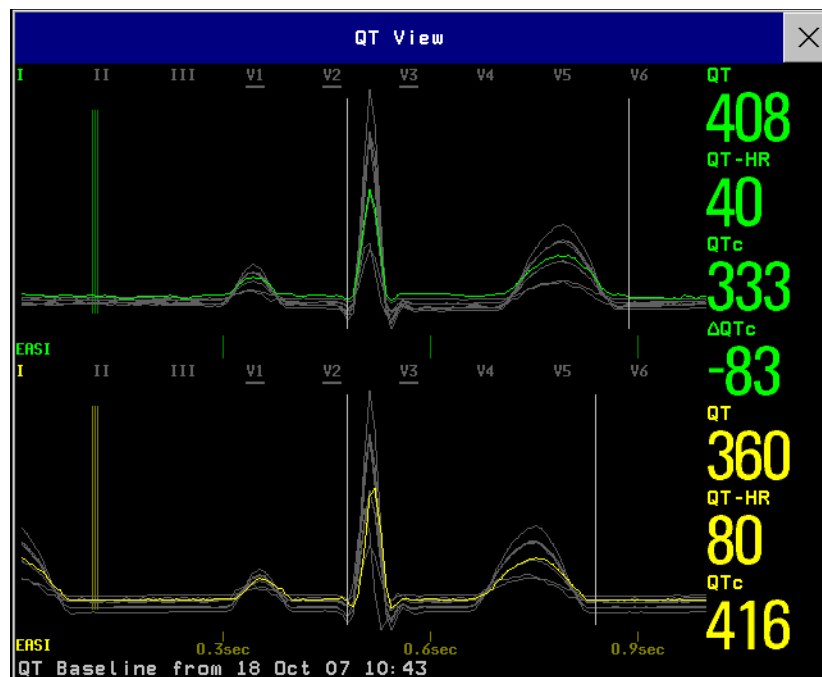 QT View
I II III V1 V2 V3 V4 V5 V6
QT
408
QT-HR
40
QTc
333
ΔQTc
-83
EASI
I II III V1 V2 V3 V4 V5 V6
QT
360
QT-HR
80
QTc
416
EASI
0.3sec 0.6sec 0.9sec
QT Baseline from 18 Oct 07 10:43